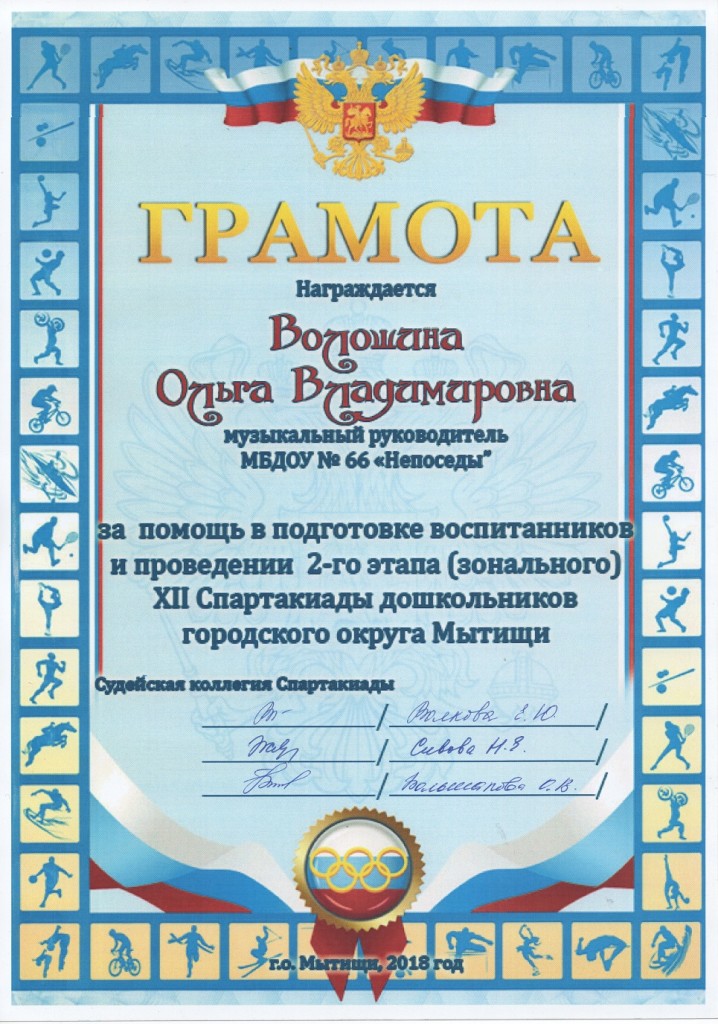 ГРАМОТА
Награждается
Волошина
Ольга Владимировна
музыкальный руководитель
МБДОУ № 66 «Непоседы”
за помощь в подготовке воспитанников
и проведении 2-го этапа (зонального)
XII Спартакиады дошкольников
городского округа Мытищи
Судейская коллегия Спартакиады
/ Волкова Е.Ю. /
/ Сивова Н.Я. /
/ О.В. /
г.о. Мытищи, 2018 год